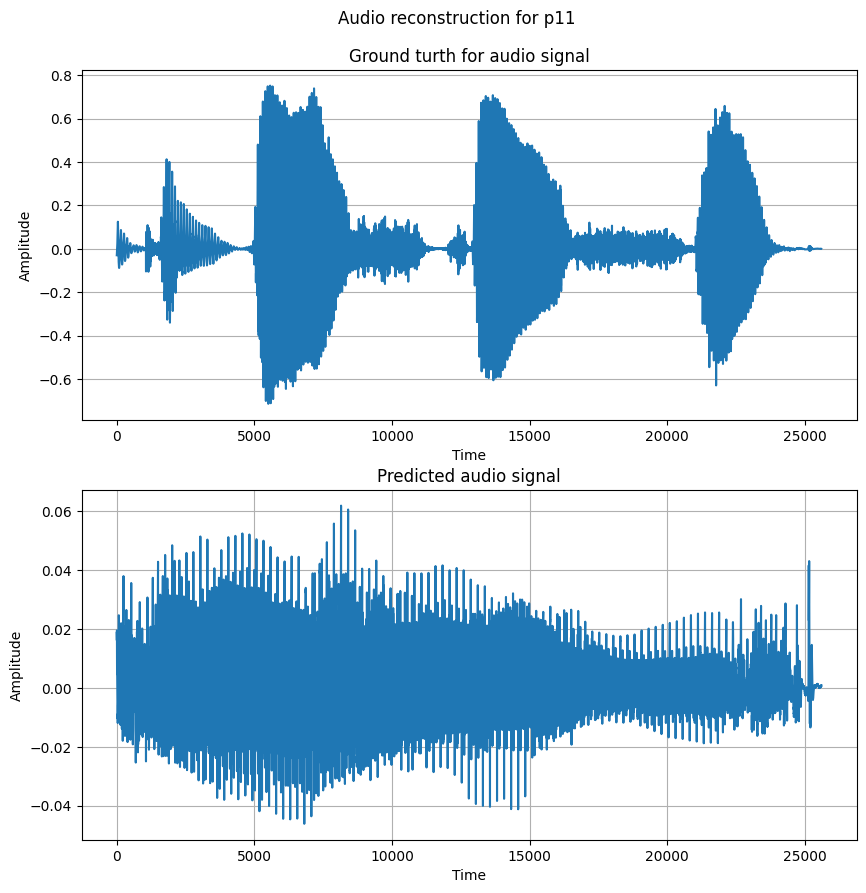 Audio reconstruction for p11
Ground turth for audio signal
0.8
0.6
0.4
0.2
0.0
−0.2
−0.4
−0.6
Amplitude
0 5000 10000 15000 20000 25000
Time
Predicted audio signal
0.06
0.04
0.02
0.00
−0.02
−0.04
Amplitude
0 5000 10000 15000 20000 25000
Time